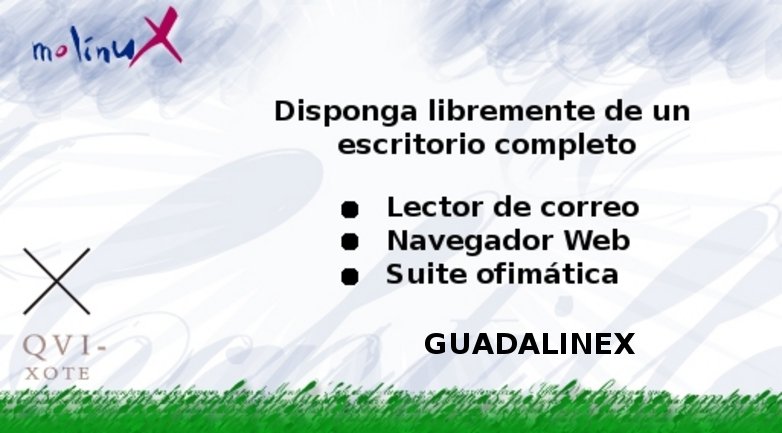 molinux
Disponga libremente de un
escritorio completo
Lector de correo
Navegador Web
Suite ofimática
GUADALINEX
QVI-
XOTE